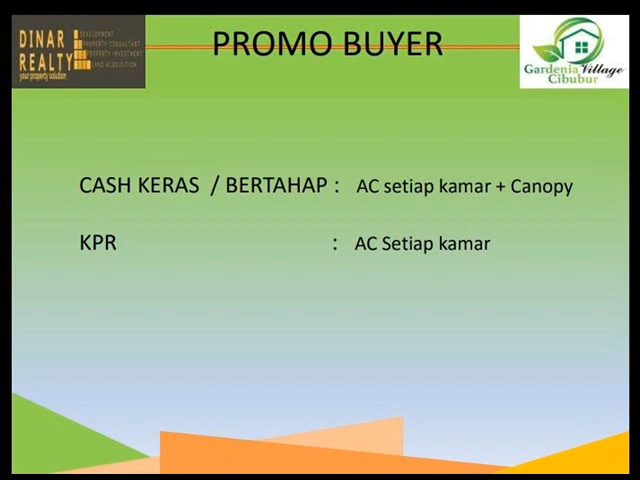 DINAR
REALTY
your property solution
DEVELOPMENT
PROPERTY CONSULTANT
PROPERTY INVESTMENT
LAND ACQUISITION
PROMO BUYER
Gardenia Village
Cibubur
CASH KERAS / BERTAHAP : AC setiap kamar + Canopy
KPR : AC Setiap kamar